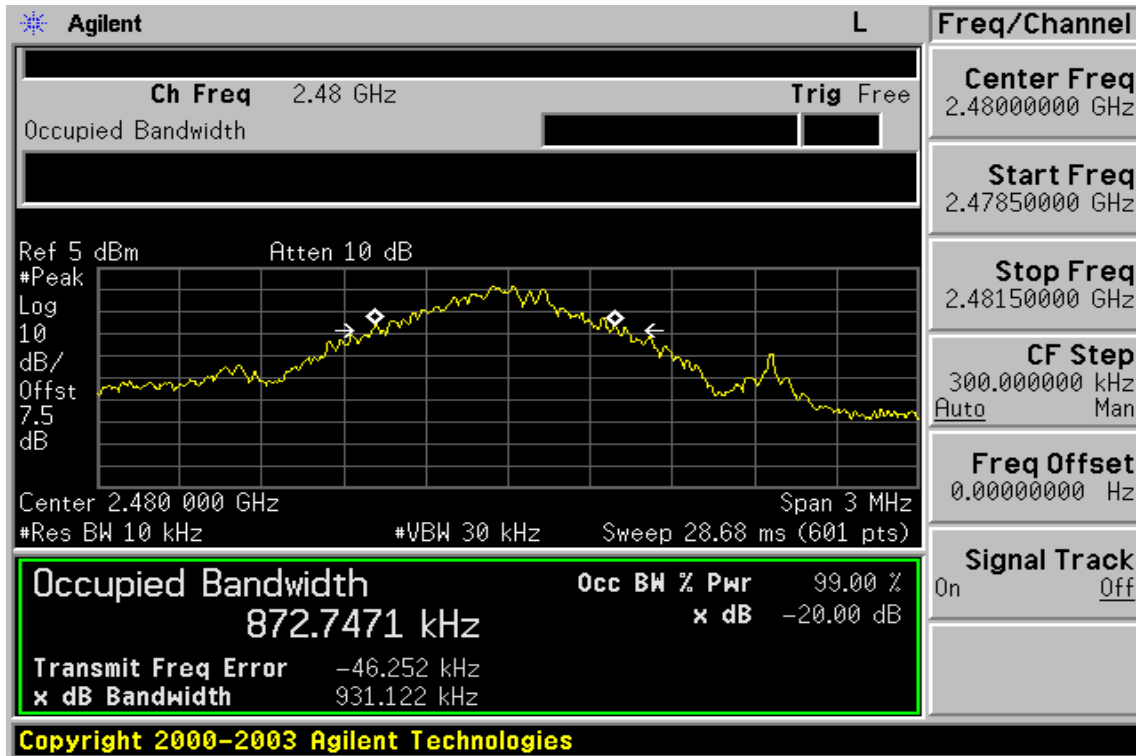 Agilent L Freq/Channel
Ch Freq 2.48 GHz Trig Free
Occupied Bandwidth
Center Freq
2.48000000 GHz
Start Freq
2.47850000 GHz
Stop Freq
2.48150000 GHz
CF Step
300.000000 kHz
Auto Man
Freq Offset
0.00000000 Hz
Signal Track
On Off
Ref 5 dBm Atten 10 dB
#Peak
Log
10
dB/
Offst
7.5
dB
Center 2.480 000 GHz Span 3 MHz
#Res BW 10 kHz #VBW 30 kHz Sweep 28.68 ms (601 pts)
Occupied Bandwidth Occ BW % Pwr 99.00 %
872.7471 kHz x dB -20.00 dB
Transmit Freq Error -46.252 kHz
x dB Bandwidth 931.122 kHz
Copyright 2000-2003 Agilent Technologies